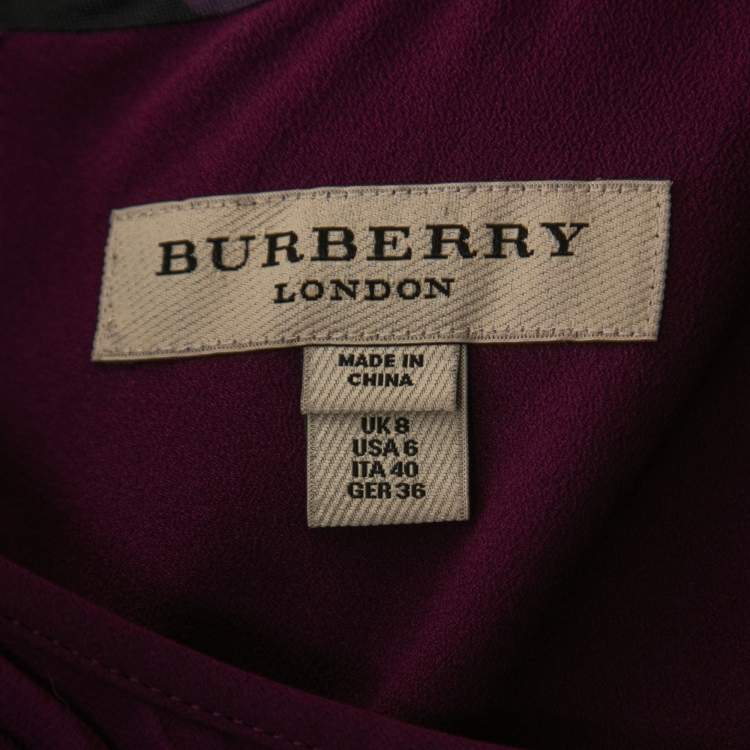 BURBERRY
LONDON
MADE IN
CHINA
UK 8
USA 6
ITA 40
GER 36